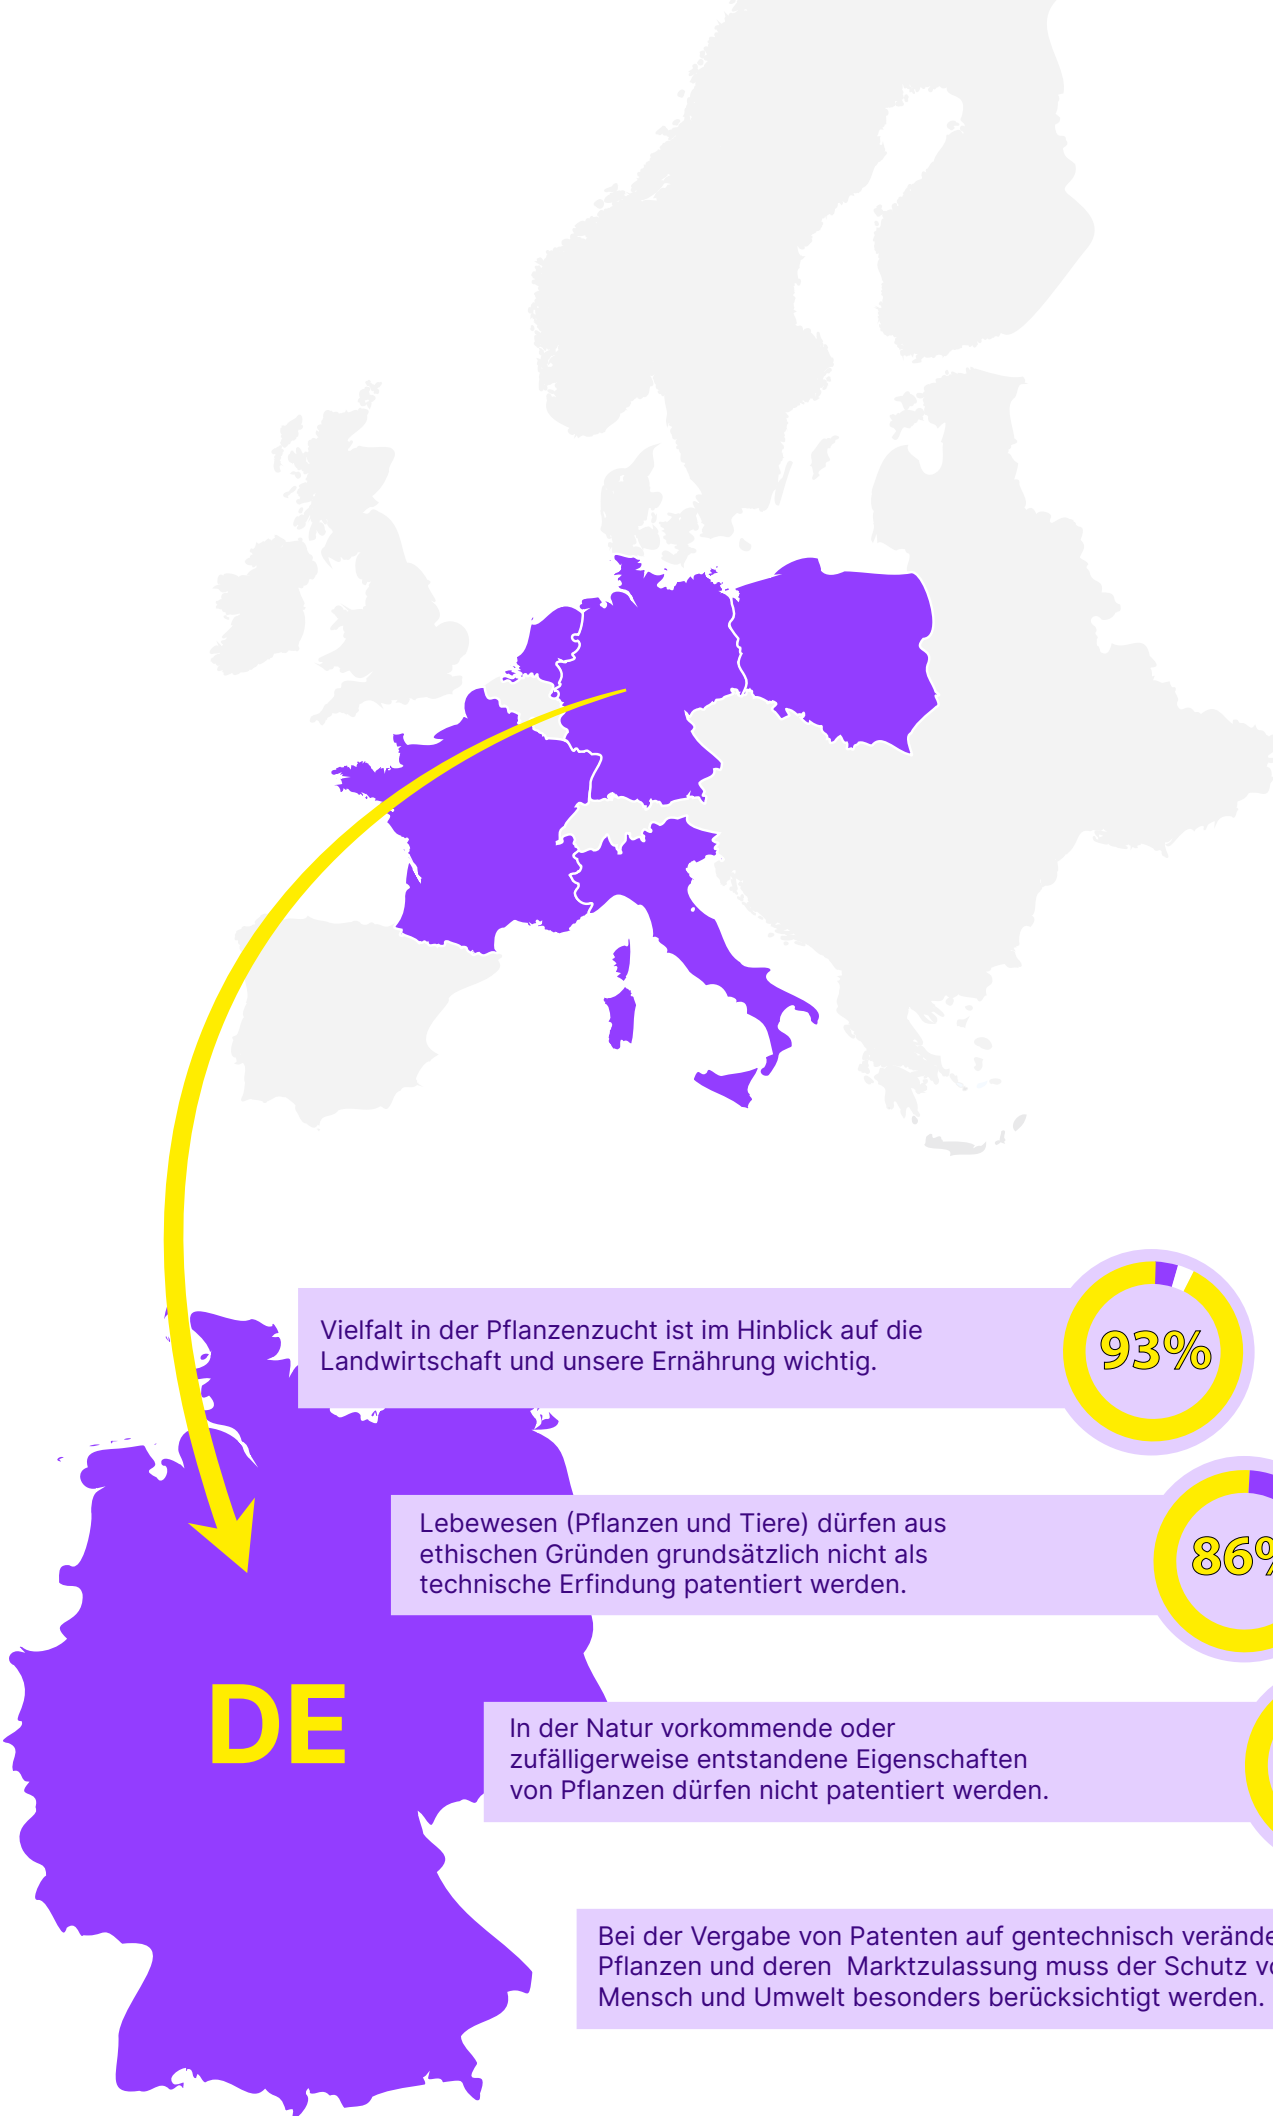 Vielfalt in der Pflanzenzucht ist im Hinblick auf die
Landwirtschaft und unsere Ernährung wichtig.
93%
Lebewesen (Pflanzen und Tiere) dürfen aus
ethischen Gründen grundsätzlich nicht als
technische Erfindung patentiert werden.
86%
DE
In der Natur vorkommende oder
zufälligerweise entstandene Eigenschaften
von Pflanzen dürfen nicht patentiert werden.
Bei der Vergabe von Patenten auf gentechnisch
Pflanzen und deren Marktzulassung muss der Schutz
Mensch und Umwelt besonders berücksichtigt werden.